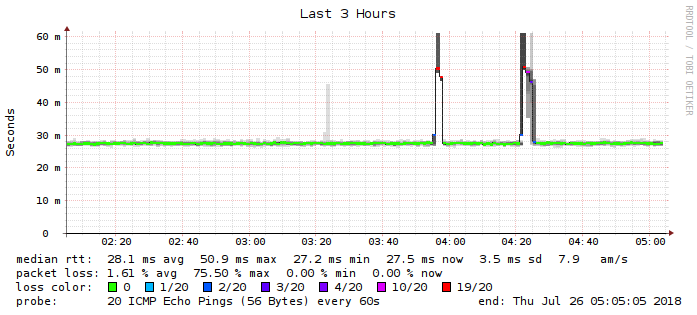 Last 3 Hours
RRDTOOL / TOBI OETIKER
Seconds
60 m
50 m
40 m
30 m
20 m
10 m
0
02:20 02:40 03:00 03:20 03:40 04:00 04:20 04:40 05:00
median rtt: 28.1 ms avg 50.9 ms max 27.2 ms min 27.5 ms now 3.5 ms sd 7.9 am/s
packet loss: 1.61 % avg 75.50 % max 0.00 % min 0.00 % now
loss color: 0 1/20 2/20 3/20 4/20 10/20 19/20
probe: 20 ICMP Echo Pings (56 Bytes) every 60s end: Thu Jul 26 05:05:05 2018